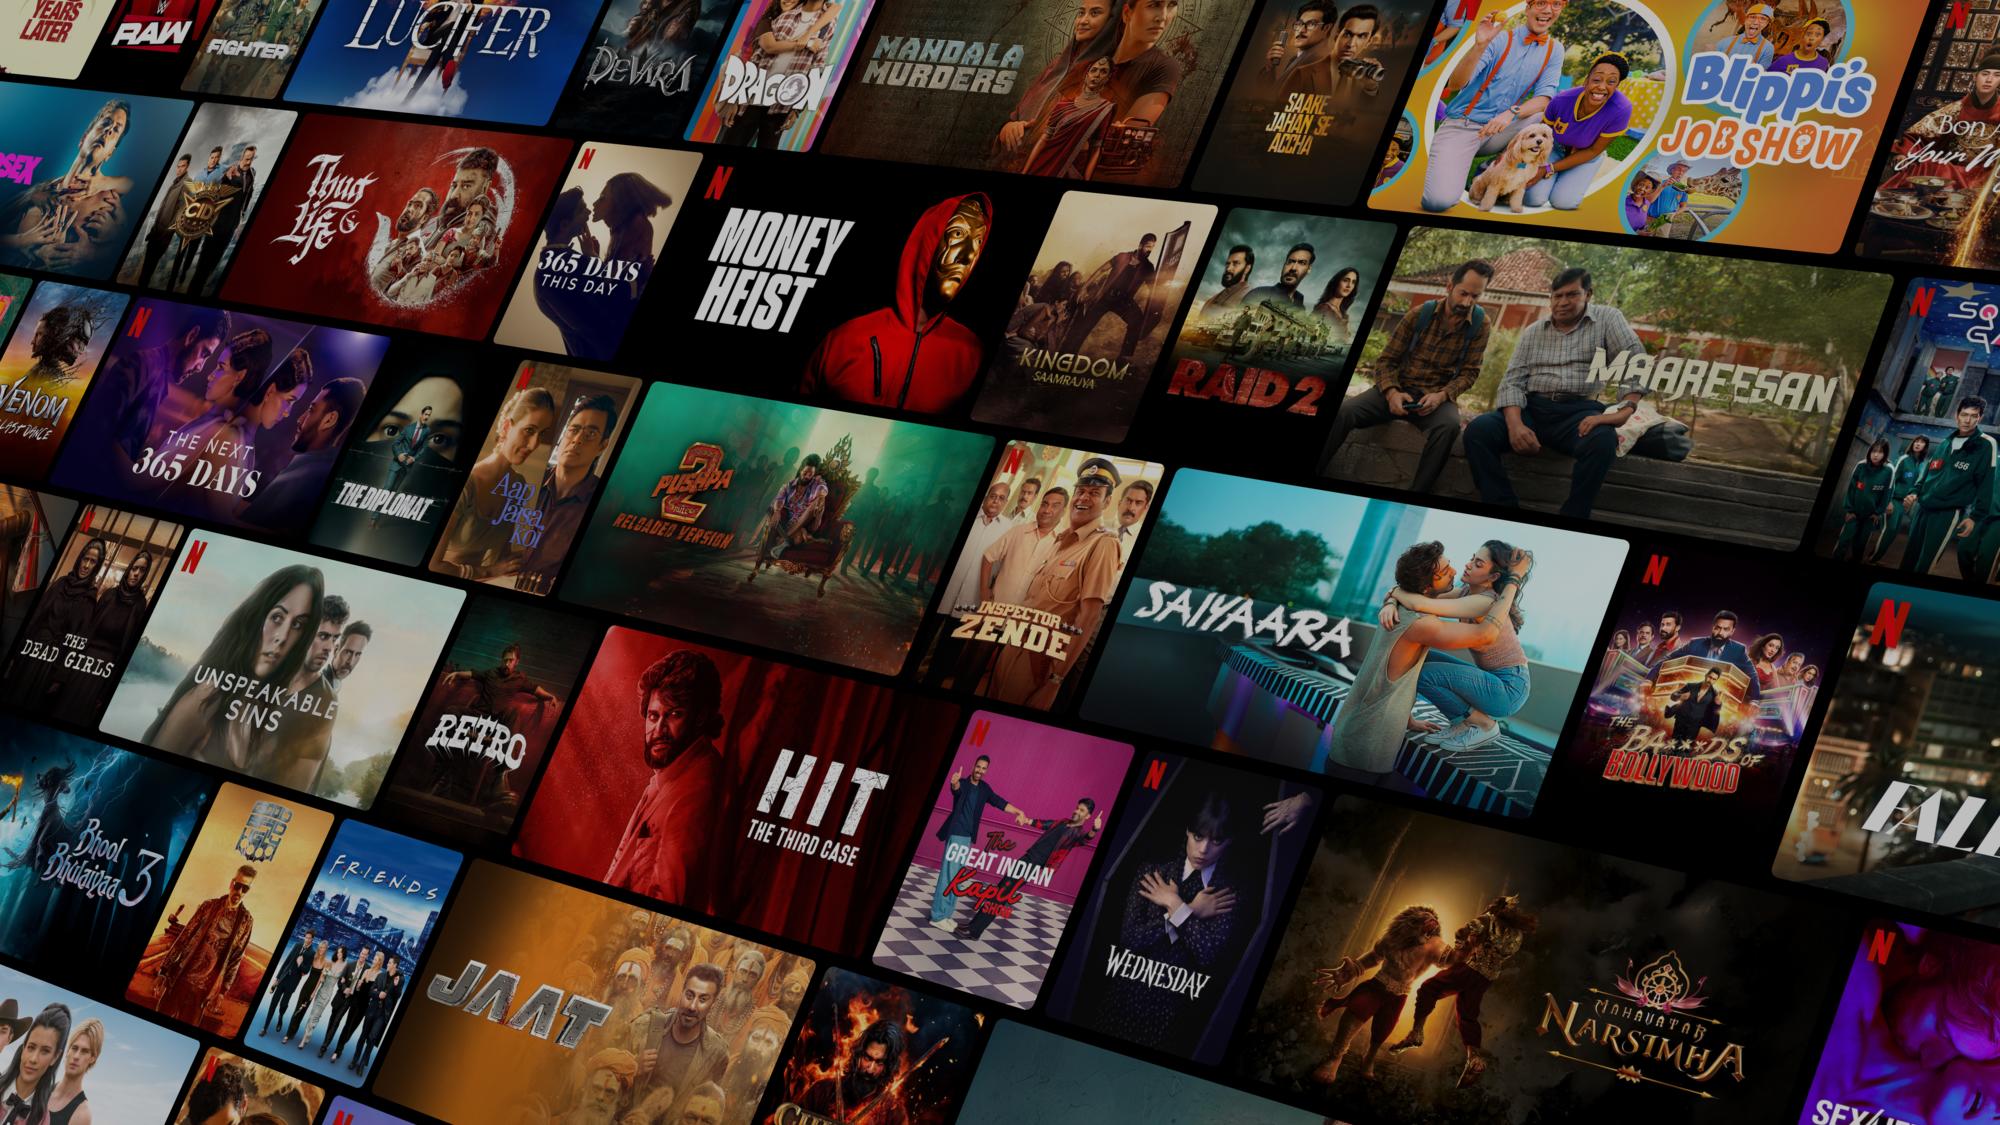 YEARS
LATER
RAW
FIGHTER
LUCIFER
DEVARA
DRAGON
MANDALA
MURDERS
SAARE
JAHAN SE
ACCHA
Blippi's
JOB SHOW
BON
Your M
SEX
CID
Thug
Life
N
365 DAYS
THIS DAY
N
MONEY
HEIST
KINGDOM
SAAMRAJYA
RAID 2
MAAREESAN
N
456
VENOM
LAST DANCE
N
THE NEXT
365 DAYS
THE DIPLOMAT
N
Aap
Jaisa
Koi
2
PUSHPA
RELOADED VERSION
N
INSPECTOR
ZENDE
SAIYAARA
N
THE
BA***DS
OF
BOLLYWOOD
N
FALL
THE
DEAD GIRLS
N
UNSPEAKABLE
SINS
RETRO
HIT
THE THIRD CASE
N
The
GREAT INDIAN
Kapil
SHOW
N
WEDNESDAY
MAHAVATAR
NARSIMHA
N
Bhool
Bhulaiyaa 3
F·R·I·E·N·D·S
JAAT
N
N